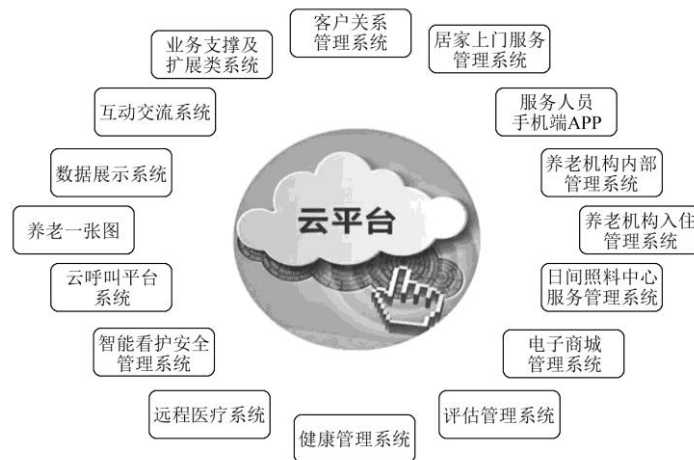 客户关系
管理系统
业务支撑及
扩展类系统
居家上门服务
管理系统
互动交流系统
服务人员
手机端APP
数据展示系统
养老机构内部
管理系统
养老一张图
云平台
养老机构入住
管理系统
云呼叫平台
系统
日间照料中心
服务管理系统
智能看护安全
管理系统
电子商城
管理系统
远程医疗系统
评估管理系统
健康管理系统